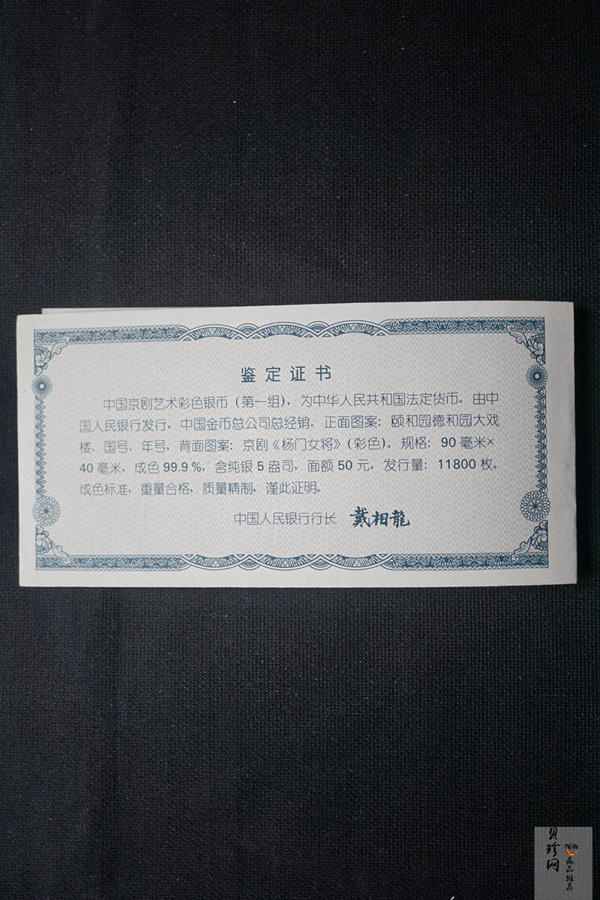 鉴定证书
中国京剧艺术彩色银币（第一组），为中华人民共和国法定货币。由中
国人民银行发行，中国金币总公司总经销。正面图案：颐和园德和园大戏
楼、国号、年号，背面图案：京剧《杨门女将》（彩色）。规格：90毫米×
40毫米，成色99.9%，含纯银5盎司，面额50元，发行量：11800枚。
成色标准，重量合格，质量精制，谨此证明。
中国人民银行行长 戴相龍
贝珍网
藏品推荐